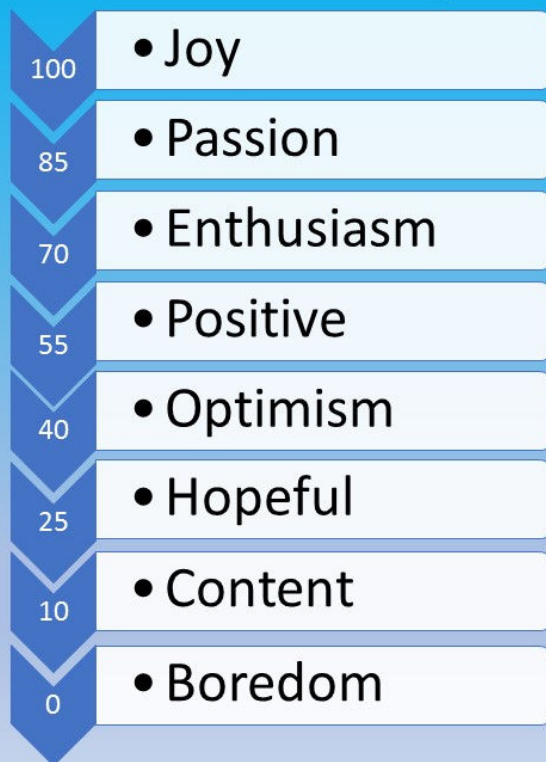 100 • Joy
85 • Passion
70 • Enthusiasm
55 • Positive
40 • Optimism
25 • Hopeful
10 • Content
0 • Boredom